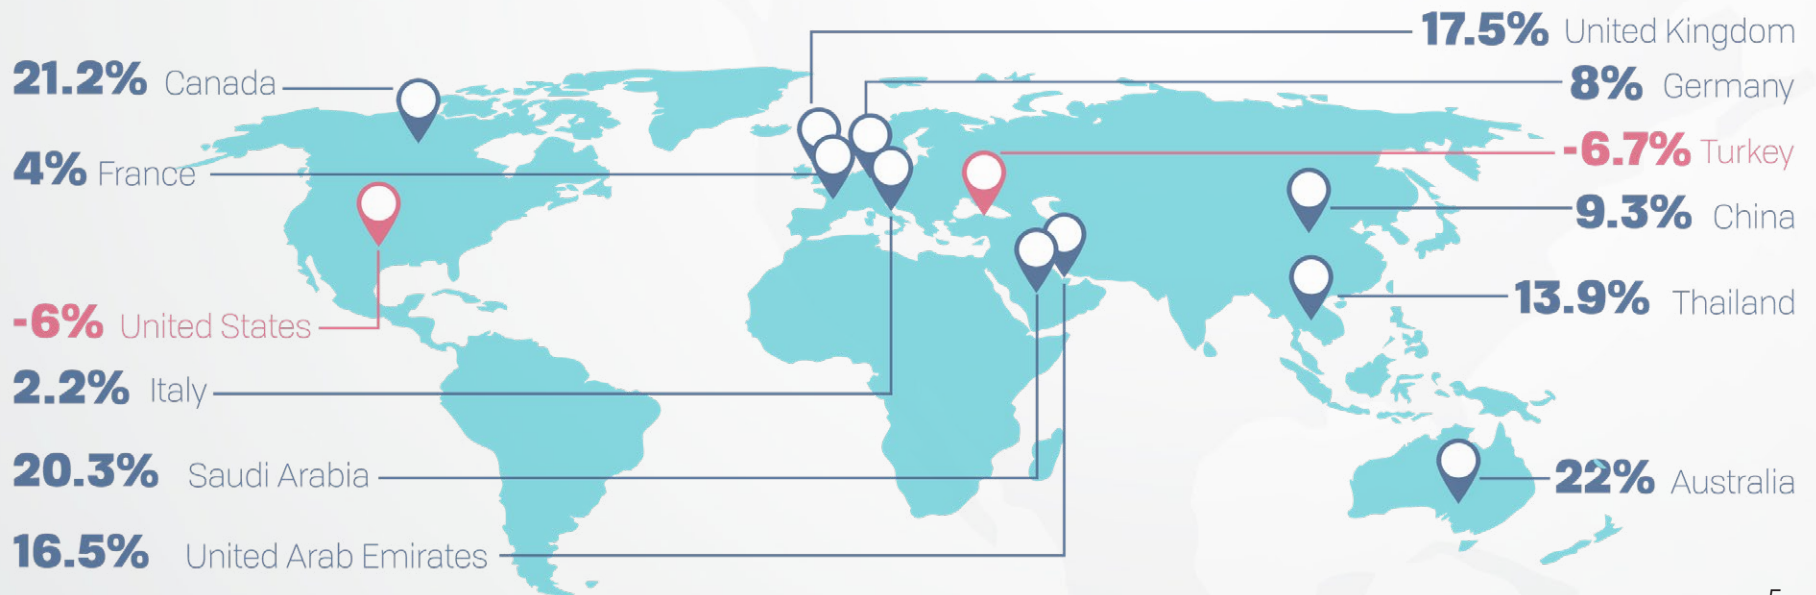 17.5% United Kingdom
21.2% Canada
8% Germany
-6.7% Turkey
4% France
9.3% China
13.9% Thailand
-6% United States
2.2% Italy
20.3% Saudi Arabia
22% Australia
16.5% United Arab Emirates